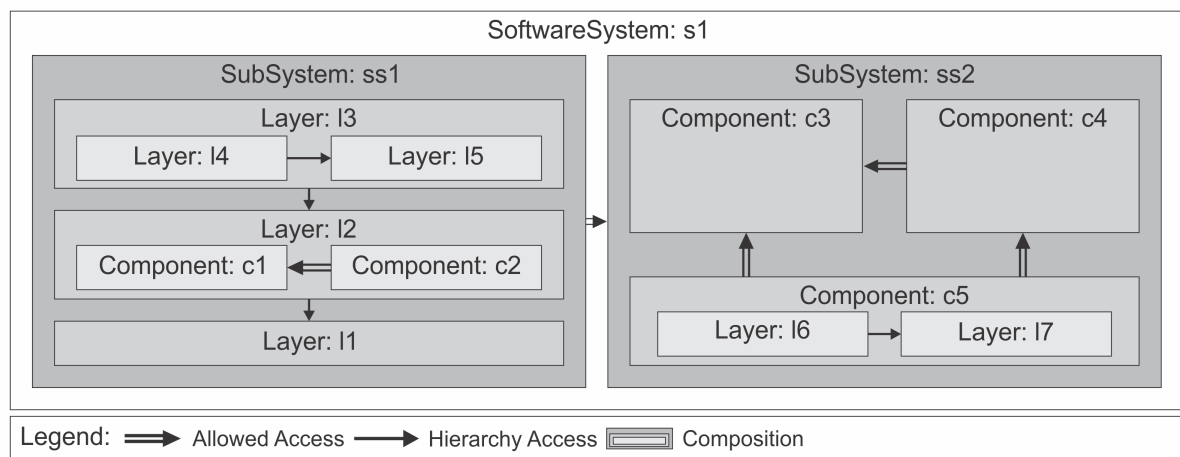 SoftwareSystem: s1
SubSystem: ss1
Layer: l3
Layer: l4
Layer: l5
Layer: l2
Component: c1
Component: c2
Layer: l1
SubSystem: ss2
Component: c3
Component: c4
Component: c5
Layer: l6
Layer: l7
Legend: Allowed Access Hierarchy Access Composition